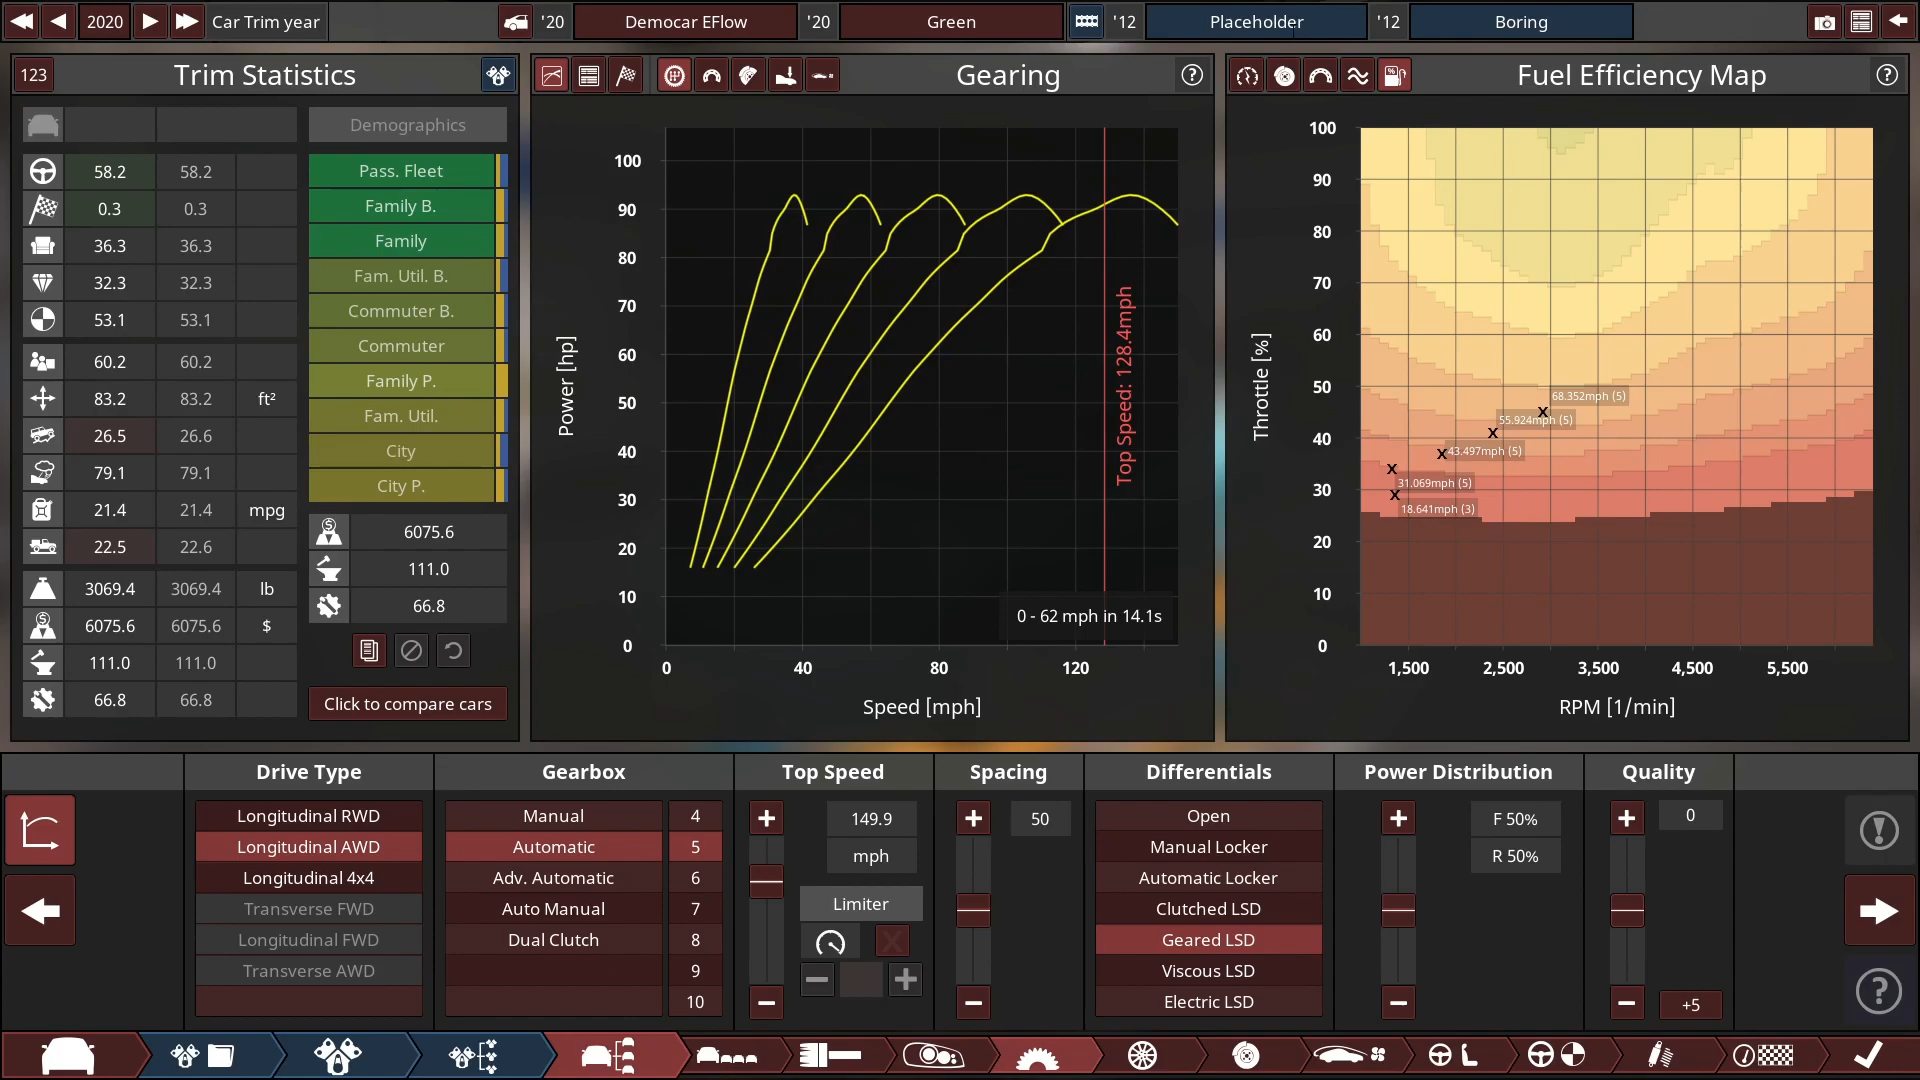 2020
Car Trim year
'20
Democar EFlow
'20
Green
'12
Placeholder
'12
Boring
123
Trim Statistics
58.2 58.2
0.3 0.3
36.3 36.3
32.3 32.3
53.1 53.1
60.2 60.2
83.2 83.2 ft²
26.5 26.6
79.1 79.1
21.4 21.4 mpg
22.5 22.6
3069.4 3069.4 lb
6075.6 6075.6 $
111.0 111.0
66.8 66.8
Demographics
Pass. Fleet
Family B.
Family
Fam. Util. B.
Commuter B.
Commuter
Family P.
Fam. Util.
City
City P.
6075.6
111.0
66.8
Click to compare cars
Gearing
?
100
90
80
70
60
50
40
30
20
10
0
Power [hp]
0 40 80 120
Speed [mph]
Top Speed: 128.4mph
0 - 62 mph in 14.1s
Fuel Efficiency Map
?
100
90
80
70
60
50
40
30
20
10
0
Throttle [%]
68.352mph (5)
55.924mph (5)
43.497mph (5)
31.069mph (5)
18.641mph (3)
1,500 2,500 3,500 4,500 5,500
RPM [1/min]
Drive Type
Longitudinal RWD
Longitudinal AWD
Longitudinal 4x4
Transverse FWD
Longitudinal FWD
Transverse AWD
Gearbox
Manual 4
Automatic 5
Adv. Automatic 6
Auto Manual 7
Dual Clutch 8
9
10
Top Speed
149.9
mph
Limiter
X
Spacing
50
Differentials
Open
Manual Locker
Automatic Locker
Clutched LSD
Geared LSD
Viscous LSD
Electric LSD
Power Distribution
F 50%
R 50%
Quality
0
+5
?